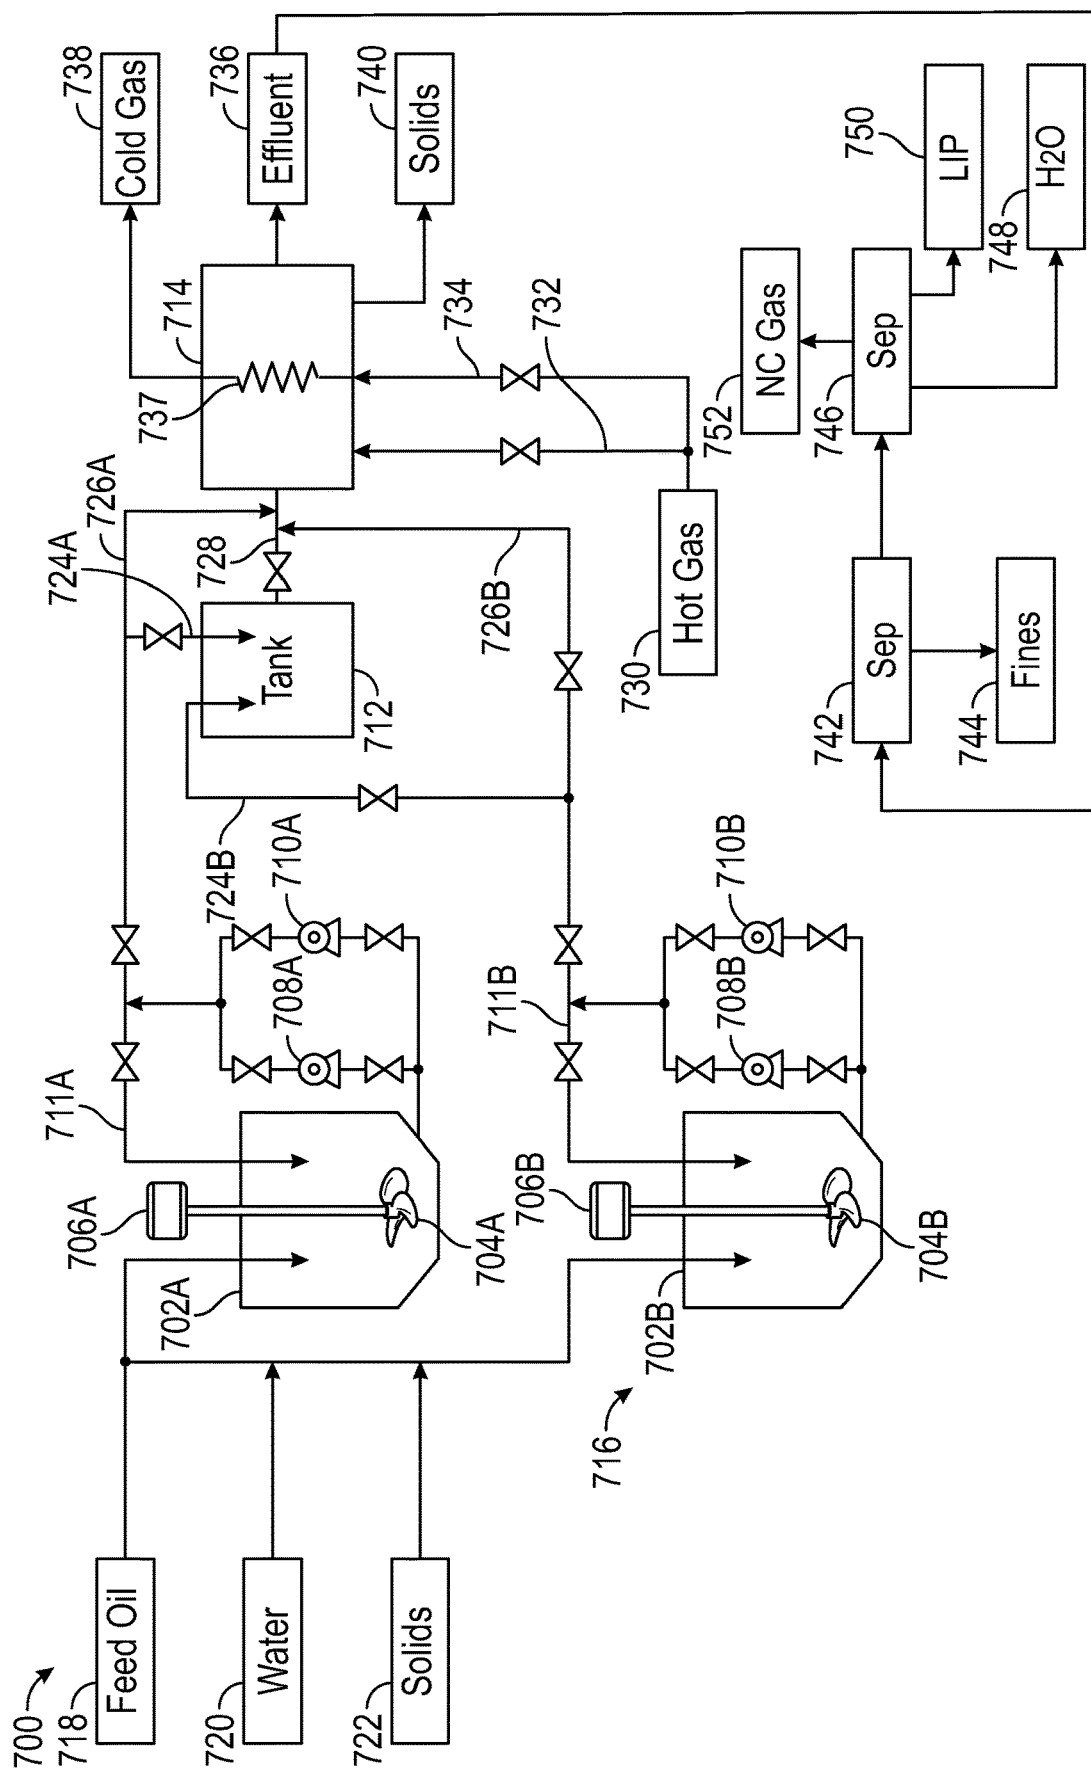 700
718
Feed Oil
720
Water
722
Solids
716
702A
706A
704A
702B
706B
704B
711A
708A
710A
711B
708B
710B
724B
724A
726A
Tank
712
728
726B
714
737
738
Cold Gas
736
Effluent
740
Solids
734
732
730
Hot Gas
742
Sep
744
Fines
746
Sep
752
NC Gas
750
LIP
748
H2O